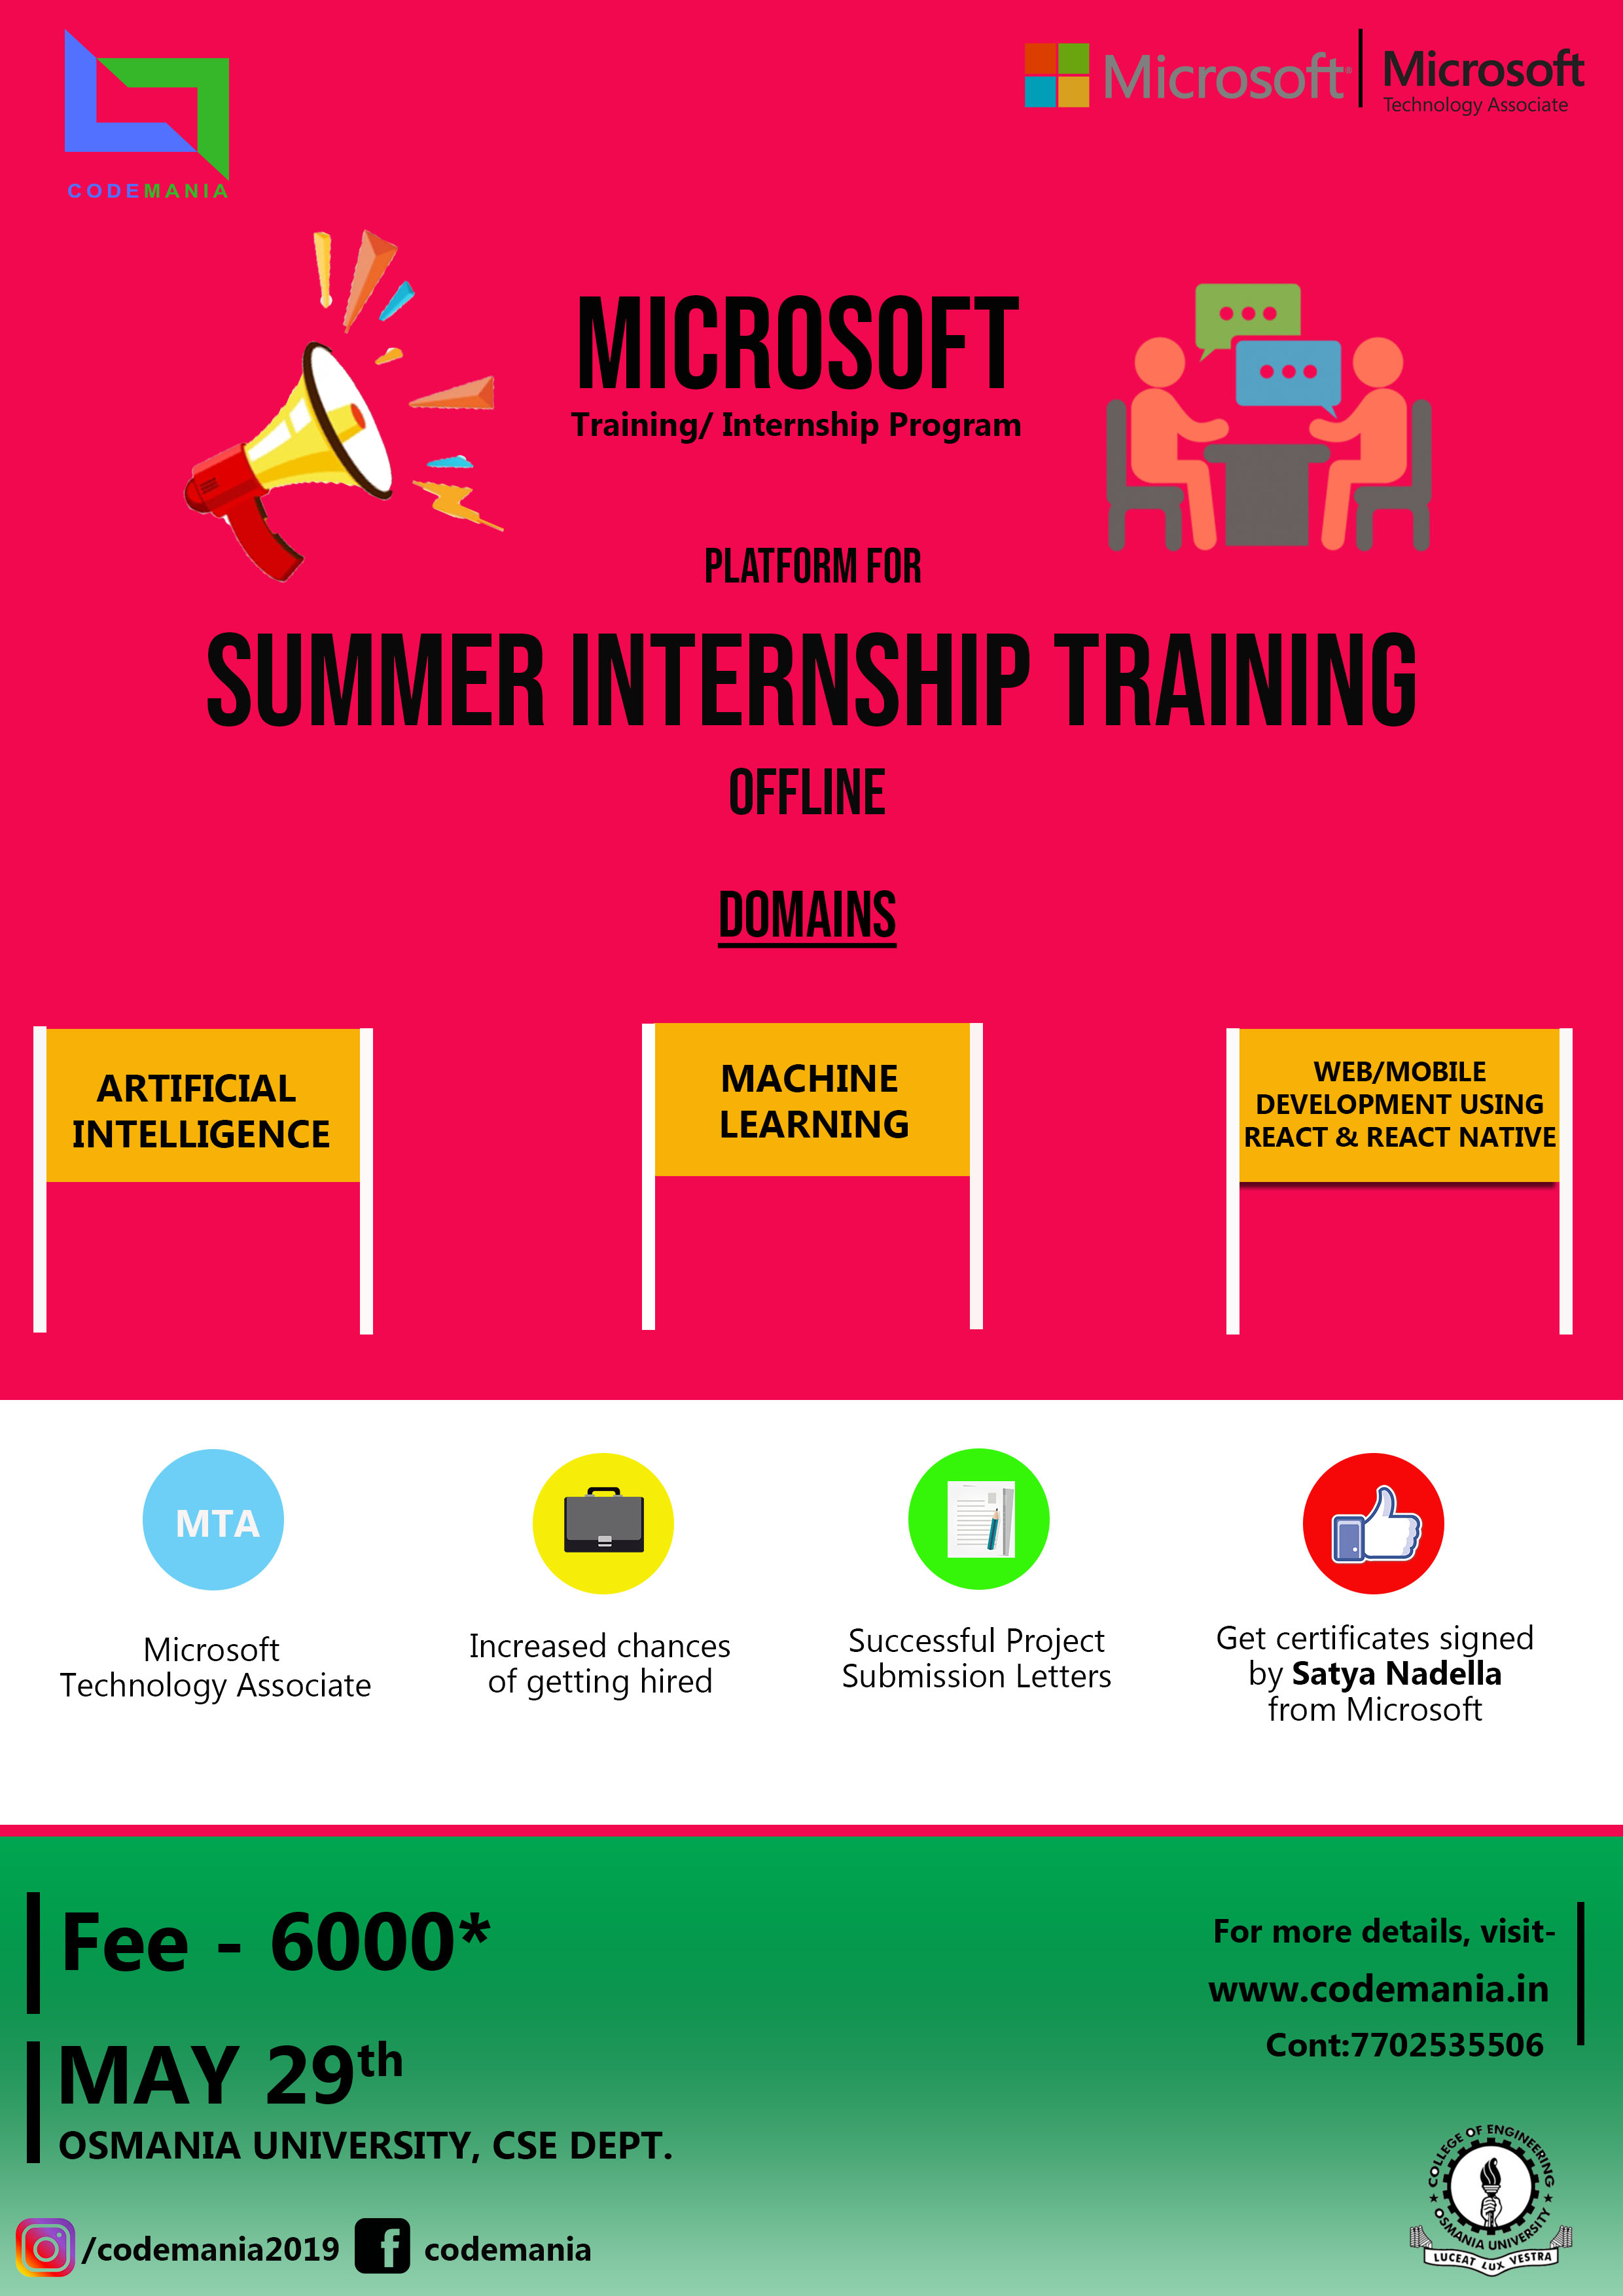 CODEMANIA
Microsoft®
Microsoft
Technology Associate
MICROSOFT
Training/ Internship Program
PLATFORM FOR
SUMMER INTERNSHIP TRAINING
OFFLINE
DOMAINS
ARTIFICIAL
INTELLIGENCE
MACHINE
LEARNING
WEB/MOBILE
DEVELOPMENT USING
REACT & REACT NATIVE
MTA
Microsoft
Technology Associate
Increased chances
of getting hired
Successful Project
Submission Letters
Get certificates signed
by Satya Nadella
from Microsoft
Fee - 6000*
MAY 29th
OSMANIA UNIVERSITY, CSE DEPT.
For more details, visit-
www.codemania.in
Cont:7702535506
/codemania2019
codemania
COLLEGE OF ENGINEERING
OSMANIA UNIVERSITY
LUCEAT LUX VESTRA